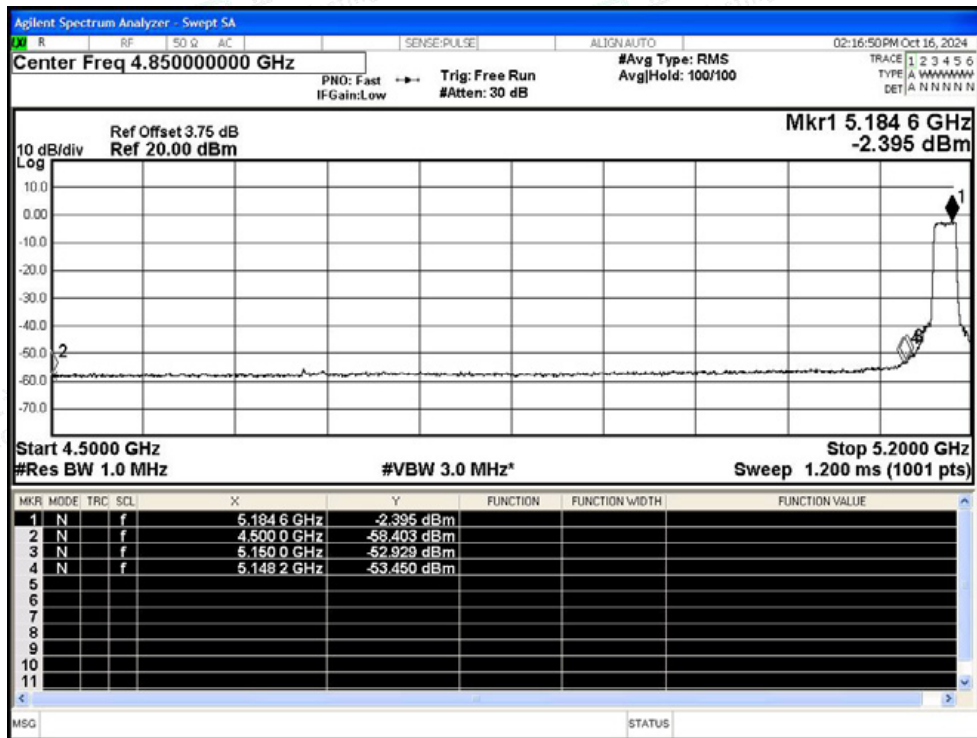 Agilent Spectrum Analyzer - Swept SA
R RF 50 Ω AC SENSE:PULSE ALIGN AUTO 02:16:50 PM Oct 16, 2024
Center Freq 4.850000000 GHz #Avg Type: RMS TRACE 1 2 3 4 5 6
PNO: Fast Trig: Free Run Avg|Hold: 100/100 TYPE A WWWWW
IFGain:Low #Atten: 30 dB DET A N N N N N
Mkr1 5.184 6 GHz
Ref Offset 3.75 dB
10 dB/div Ref 20.00 dBm -2.395 dBm
Log
10.0
1
0.00
-10.0
-20.0
-30.0
-40.0
-50.0 2
-60.0
-70.0
Start 4.5000 GHz Stop 5.2000 GHz
#Res BW 1.0 MHz #VBW 3.0 MHz* Sweep 1.200 ms (1001 pts)
MKR MODE TRC SCL X Y FUNCTION FUNCTION WIDTH FUNCTION VALUE
1 N f 5.184 6 GHz -2.395 dBm
2 N f 4.500 0 GHz -58.403 dBm
3 N f 5.150 0 GHz -52.929 dBm
4 N f 5.148 2 GHz -53.450 dBm
5
6
7
8
9
10
11
MSG STATUS